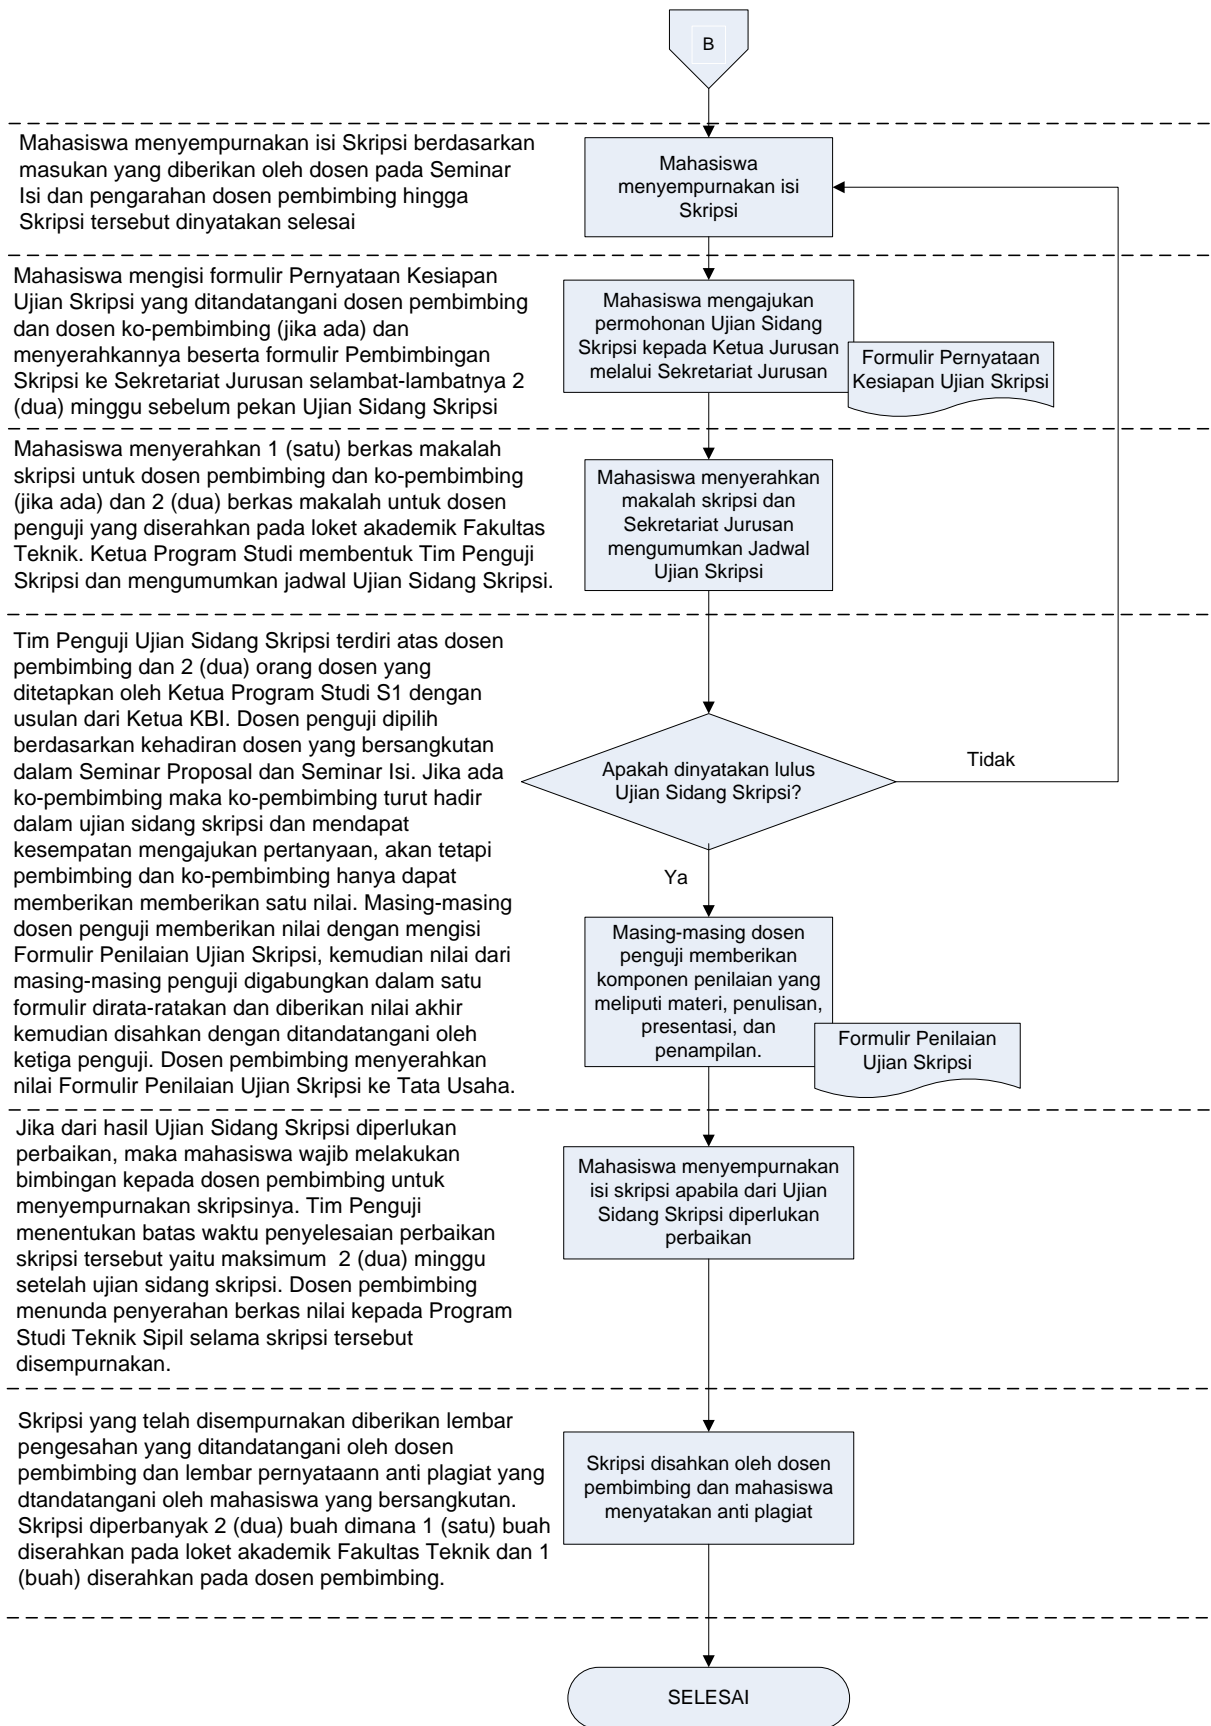 B
Mahasiswa menyempurnakan isi Skripsi berdasarkan
masukan yang diberikan oleh dosen pada Seminar
Isi dan pengarahan dosen pembimbing hingga
Skripsi tersebut dinyatakan selesai
Mahasiswa
menyempurnakan isi
Skripsi
Mahasiswa mengisi formulir Pernyataan Kesiapan
Ujian Skripsi yang ditandatangani dosen pembimbing
dan dosen ko-pembimbing (jika ada) dan
menyerahkannya beserta formulir Pembimbingan
Skripsi ke Sekretariat Jurusan selambat-lambatnya 2
(dua) minggu sebelum pekan Ujian Sidang Skripsi
Mahasiswa mengajukan
permohonan Ujian Sidang
Skripsi kepada Ketua Jurusan
melalui Sekretariat Jurusan
Formulir Pernyataan
Kesiapan Ujian Skripsi
Mahasiswa menyerahkan 1 (satu) berkas makalah
skripsi untuk dosen pembimbing dan ko-pembimbing
(jika ada) dan 2 (dua) berkas makalah untuk dosen
penguji yang diserahkan pada loket akademik Fakultas
Teknik. Ketua Program Studi membentuk Tim Penguji
Skripsi dan mengumumkan jadwal Ujian Sidang Skripsi.
Mahasiswa menyerahkan
makalah skripsi dan
Sekretariat Jurusan
mengumumkan Jadwal
Ujian Skripsi
Tim Penguji Ujian Sidang Skripsi terdiri atas dosen
pembimbing dan 2 (dua) orang dosen yang
ditetapkan oleh Ketua Program Studi S1 dengan
usulan dari Ketua KBI. Dosen penguji dipilih
berdasarkan kehadiran dosen yang bersangkutan
dalam Seminar Proposal dan Seminar Isi. Jika ada
ko-pembimbing maka ko-pembimbing turut hadir
dalam ujian sidang skripsi dan mendapat
kesempatan mengajukan pertanyaan, akan tetapi
pembimbing dan ko-pembimbing hanya dapat
memberikan memberikan satu nilai. Masing-masing
dosen penguji memberikan nilai dengan mengisi
Formulir Penilaian Ujian Skripsi, kemudian nilai dari
masing-masing penguji digabungkan dalam satu
formulir dirata-ratakan dan diberikan nilai akhir
kemudian disahkan dengan ditandatangani oleh
ketiga penguji. Dosen pembimbing menyerahkan
nilai Formulir Penilaian Ujian Skripsi ke Tata Usaha.
Apakah dinyatakan lulus
Ujian Sidang Skripsi?
Tidak
Ya
Masing-masing dosen
penguji memberikan
komponen penilaian yang
meliputi materi, penulisan,
presentasi, dan
penampilan.
Formulir Penilaian
Ujian Skripsi
Jika dari hasil Ujian Sidang Skripsi diperlukan
perbaikan, maka mahasiswa wajib melakukan
bimbingan kepada dosen pembimbing untuk
menyempurnakan skripsinya. Tim Penguji
menentukan batas waktu penyelesaian perbaikan
skripsi tersebut yaitu maksimum 2 (dua) minggu
setelah ujian sidang skripsi. Dosen pembimbing
menunda penyerahan berkas nilai kepada Program
Studi Teknik Sipil selama skripsi tersebut
disempurnakan.
Mahasiswa menyempurnakan
isi skripsi apabila dari Ujian
Sidang Skripsi diperlukan
perbaikan
Skripsi yang telah disempurnakan diberikan lembar
pengesahan yang ditandatangani oleh dosen
pembimbing dan lembar pernyataann anti plagiat yang
dtandatangani oleh mahasiswa yang bersangkutan.
Skripsi diperbanyak 2 (dua) buah dimana 1 (satu) buah
diserahkan pada loket akademik Fakultas Teknik dan 1
(buah) diserahkan pada dosen pembimbing.
Skripsi disahkan oleh dosen
pembimbing dan mahasiswa
menyatakan anti plagiat
SELESAI